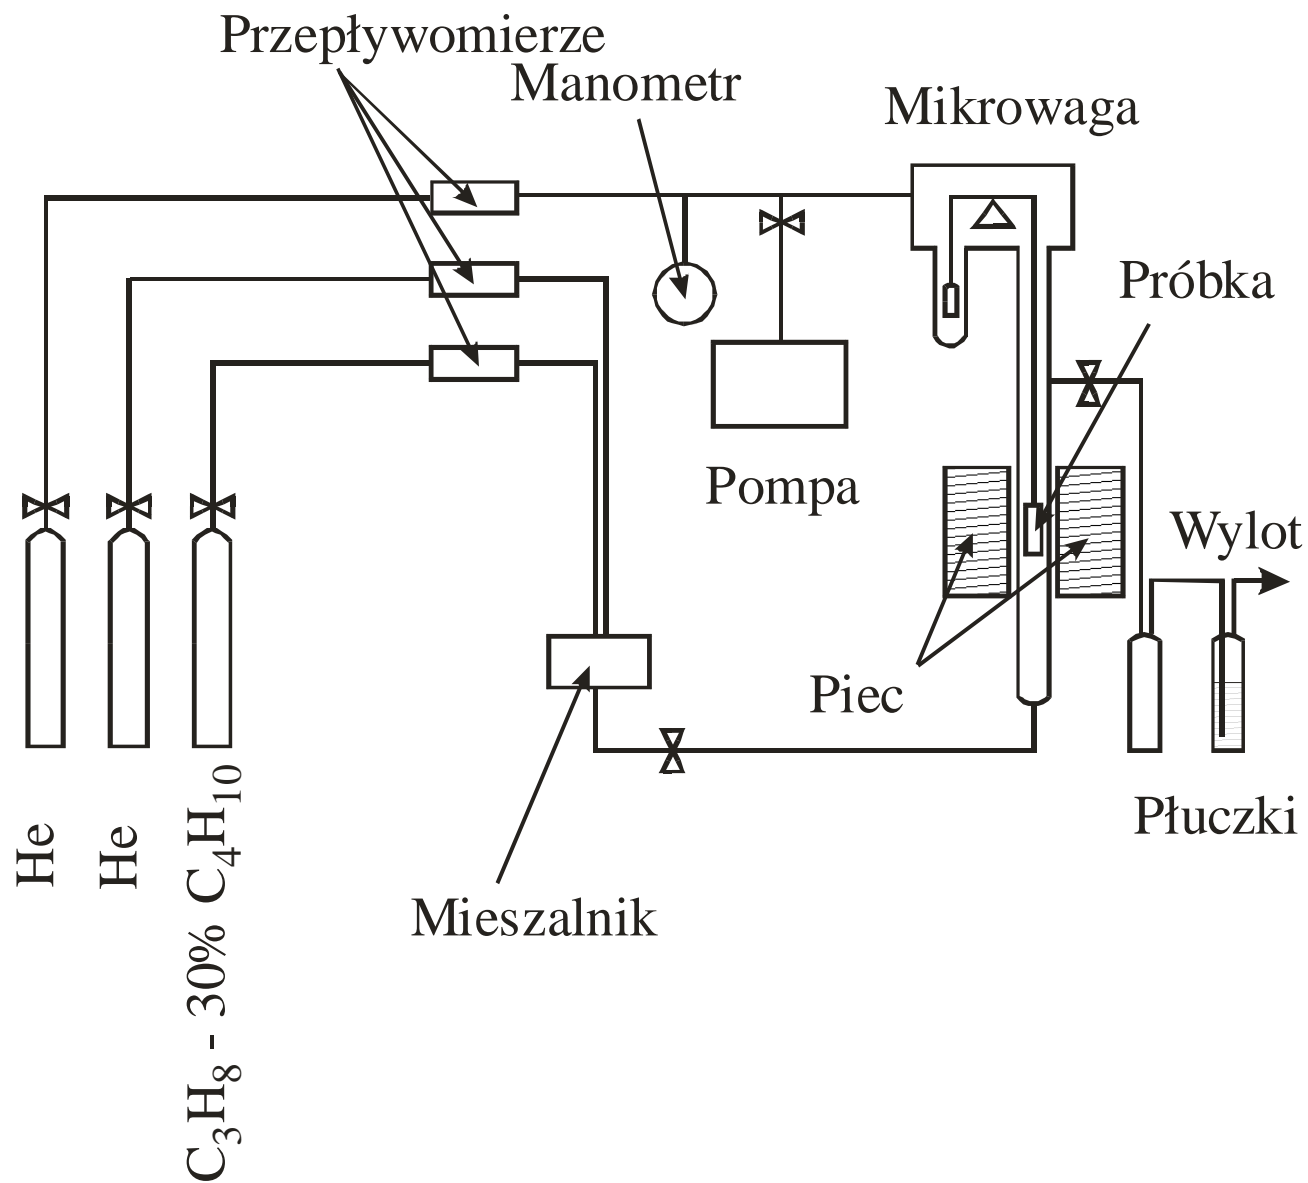 Przepływomierze
Manometr
Mikrowaga
Próbka
Pompa
Wylot
Piec
Płuczki
Mieszalnik
He
He
C₃H₈ - 30% C₄H₁₀